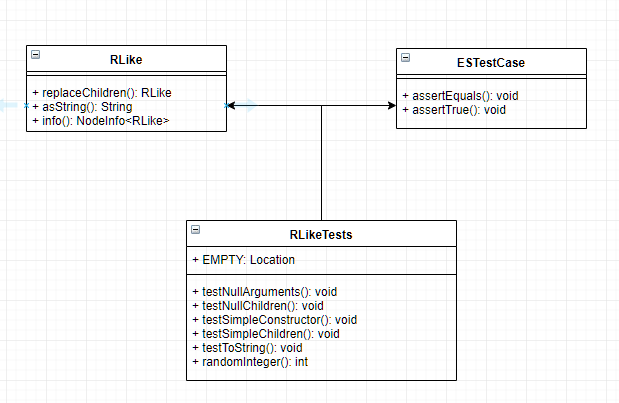 RLike
+ replaceChildren(): RLike
+ asString(): String
+ info(): NodeInfo<RLike>
ESTestCase
+ assertEquals(): void
+ assertTrue(): void
RLikeTests
+ EMPTY: Location
+ testNullArguments(): void
+ testNullChildren(): void
+ testSimpleConstructor(): void
+ testSimpleChildren(): void
+ testToString(): void
+ randomInteger(): int